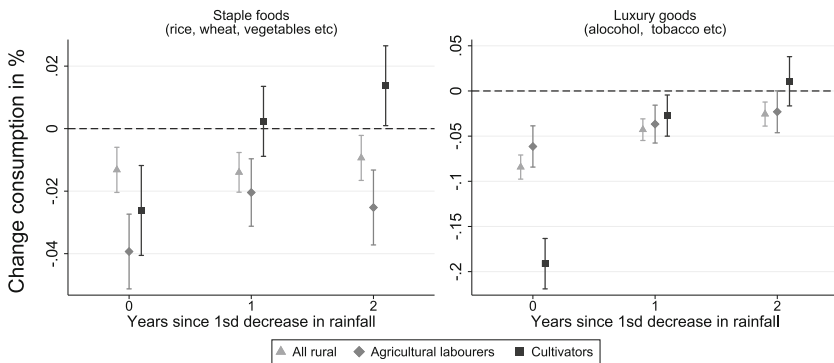 Staple foods
(rice, wheat, vegetables etc)
Change consumption in %
.02
0
-.02
-.04
0
1
2
Years since 1sd decrease in rainfall
Luxury goods
(alocohol, tobacco etc)
.05
0
-.05
-.1
-.15
-.2
0
1
2
Years since 1sd decrease in rainfall
All rural
Agricultural labourers
Cultivators